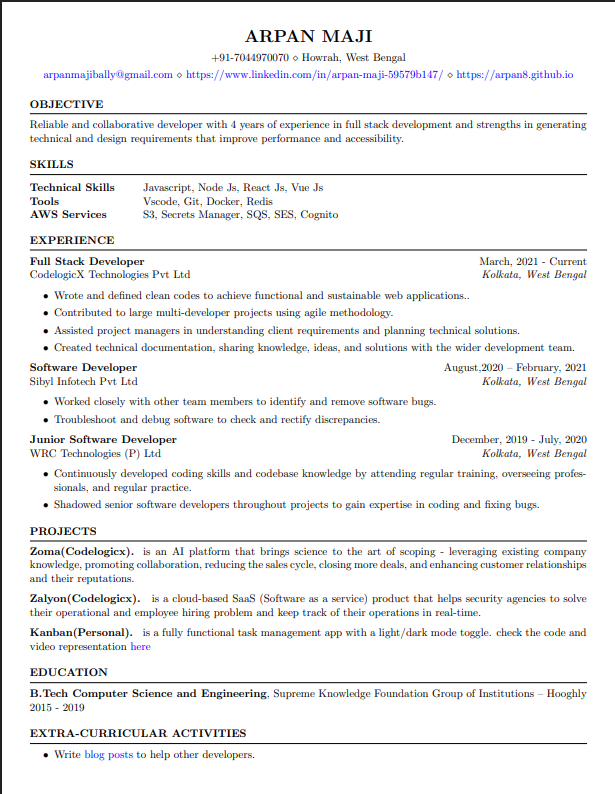 ARPAN MAJI
+91-7044970070 ⋄ Howrah, West Bengal
arpanmajibally@gmail.com ⋄ https://www.linkedin.com/in/arpan-maji-59579b147/ ⋄ https://arpan8.github.io
OBJECTIVE
Reliable and collaborative developer with 4 years of experience in full stack development and strengths in generating
technical and design requirements that improve performance and accessibility.
SKILLS
Technical Skills Javascript, Node Js, React Js, Vue Js
Tools Vscode, Git, Docker, Redis
AWS Services S3, Secrets Manager, SQS, SES, Cognito
EXPERIENCE
Full Stack Developer March, 2021 - Current
CodelogicX Technologies Pvt Ltd Kolkata, West Bengal
• Wrote and defined clean codes to achieve functional and sustainable web applications..
• Contributed to large multi-developer projects using agile methodology.
• Assisted project managers in understanding client requirements and planning technical solutions.
• Created technical documentation, sharing knowledge, ideas, and solutions with the wider development team.
Software Developer August,2020 – February, 2021
Sibyl Infotech Pvt Ltd Kolkata, West Bengal
• Worked closely with other team members to identify and remove software bugs.
• Troubleshoot and debug software to check and rectify discrepancies.
Junior Software Developer December, 2019 - July, 2020
WRC Technologies (P) Ltd Kolkata, West Bengal
• Continuously developed coding skills and codebase knowledge by attending regular training, overseeing profes-
sionals, and regular practice.
• Shadowed senior software developers throughout projects to gain expertise in coding and fixing bugs.
PROJECTS
Zoma(Codelogicx). is an AI platform that brings science to the art of scoping - leveraging existing company
knowledge, promoting collaboration, reducing the sales cycle, closing more deals, and enhancing customer relationships
and their reputations.
Zalyon(Codelogicx). is a cloud-based SaaS (Software as a service) product that helps security agencies to solve
their operational and employee hiring problem and keep track of their operations in real-time.
Kanban(Personal). is a fully functional task management app with a light/dark mode toggle. check the code and
video representation here
EDUCATION
B.Tech Computer Science and Engineering, Supreme Knowledge Foundation Group of Institutions – Hooghly
2015 - 2019
EXTRA-CURRICULAR ACTIVITIES
• Write blog posts to help other developers.